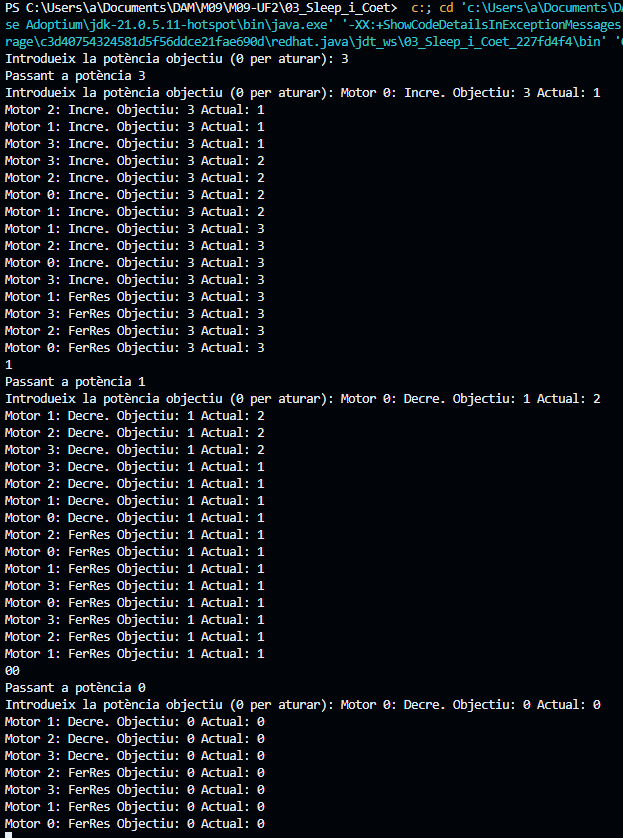 PS C:\Users\a\Documents\DAM\M09\M09-UF2\03_Sleep_i_Coet>  c:; cd 'c:\Users\a\Documents\DA
se Adoptium\jdk-21.0.5.11-hotspot\bin\java.exe' '-XX:+ShowCodeDetailsInExceptionMessages
rage\c3d40754324581d5f56ddce21fae690d\redhat.java\jdt_ws\03_Sleep_i_Coet_227fd4f4\bin' '
Introdueix la potència objectiu (0 per aturar): 3
Passant a potència 3
Introdueix la potència objectiu (0 per aturar): Motor 0: Incre. Objectiu: 3 Actual: 1
Motor 2: Incre. Objectiu: 3 Actual: 1
Motor 1: Incre. Objectiu: 3 Actual: 1
Motor 3: Incre. Objectiu: 3 Actual: 1
Motor 3: Incre. Objectiu: 3 Actual: 2
Motor 2: Incre. Objectiu: 3 Actual: 2
Motor 0: Incre. Objectiu: 3 Actual: 2
Motor 1: Incre. Objectiu: 3 Actual: 2
Motor 1: Incre. Objectiu: 3 Actual: 3
Motor 2: Incre. Objectiu: 3 Actual: 3
Motor 0: Incre. Objectiu: 3 Actual: 3
Motor 3: Incre. Objectiu: 3 Actual: 3
Motor 1: FerRes Objectiu: 3 Actual: 3
Motor 3: FerRes Objectiu: 3 Actual: 3
Motor 2: FerRes Objectiu: 3 Actual: 3
Motor 0: FerRes Objectiu: 3 Actual: 3
1
Passant a potència 1
Introdueix la potència objectiu (0 per aturar): Motor 0: Decre. Objectiu: 1 Actual: 2
Motor 1: Decre. Objectiu: 1 Actual: 2
Motor 2: Decre. Objectiu: 1 Actual: 2
Motor 3: Decre. Objectiu: 1 Actual: 2
Motor 3: Decre. Objectiu: 1 Actual: 1
Motor 2: Decre. Objectiu: 1 Actual: 1
Motor 1: Decre. Objectiu: 1 Actual: 1
Motor 0: Decre. Objectiu: 1 Actual: 1
Motor 2: FerRes Objectiu: 1 Actual: 1
Motor 0: FerRes Objectiu: 1 Actual: 1
Motor 1: FerRes Objectiu: 1 Actual: 1
Motor 3: FerRes Objectiu: 1 Actual: 1
Motor 0: FerRes Objectiu: 1 Actual: 1
Motor 3: FerRes Objectiu: 1 Actual: 1
Motor 2: FerRes Objectiu: 1 Actual: 1
Motor 1: FerRes Objectiu: 1 Actual: 1
00
Passant a potència 0
Introdueix la potència objectiu (0 per aturar): Motor 0: Decre. Objectiu: 0 Actual: 0
Motor 1: Decre. Objectiu: 0 Actual: 0
Motor 2: Decre. Objectiu: 0 Actual: 0
Motor 3: Decre. Objectiu: 0 Actual: 0
Motor 2: FerRes Objectiu: 0 Actual: 0
Motor 3: FerRes Objectiu: 0 Actual: 0
Motor 1: FerRes Objectiu: 0 Actual: 0
Motor 0: FerRes Objectiu: 0 Actual: 0